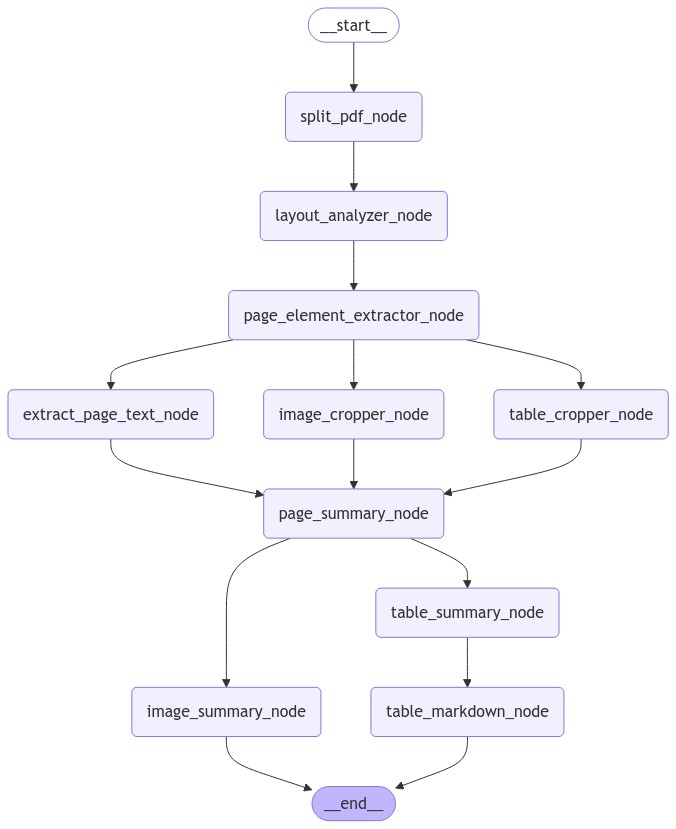 __start__
split_pdf_node
layout_analyzer_node
page_element_extractor_node
extract_page_text_node
image_cropper_node
table_cropper_node
page_summary_node
table_summary_node
image_summary_node
table_markdown_node
__end__